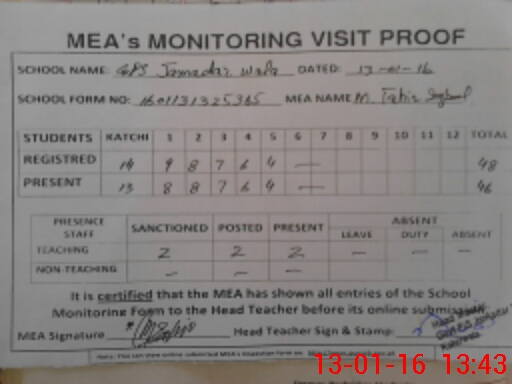 MEA's MONITORING VISIT PROOF
SCHOOL NAME: GPS Jamadar wala DATED: 13-01-16
SCHOOL FORM NO: 1601131325365 MEA NAME M. Tahir
STUDENTS KATCHI 1 2 3 4 5 6 7 8 9 10 11 12 TOTAL
REGISTRED 14 9 8 7 6 4 — 48
PRESENT 13 8 8 7 6 4 — 46
PRESENCE STAFF SANCTIONED POSTED PRESENT ABSENT
LEAVE DUTY ABSENT
TEACHING 2 2 2 — — —
NON-TEACHING — — —
It is certified that the MEA has shown all entries of the School
Monitoring Form to the Head Teacher before its online submission
MEA Signature Head Teacher Sign & Stamp:
Head
13-01-16 13:43